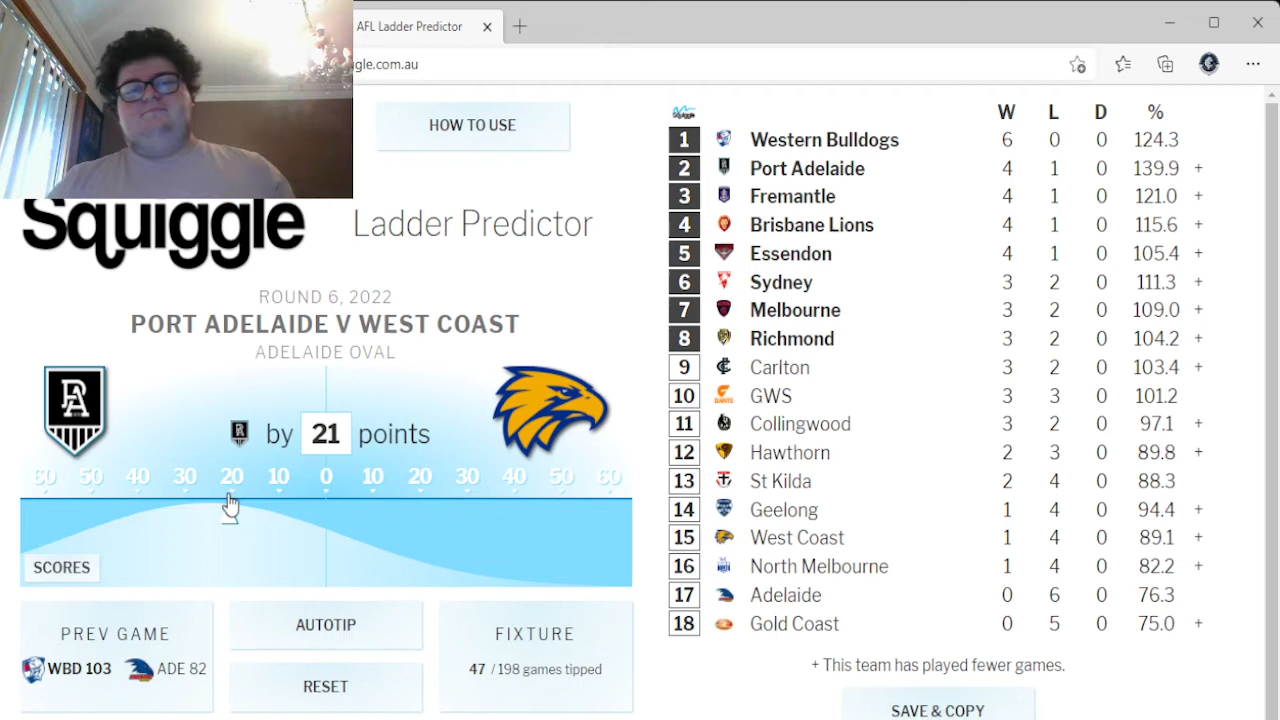 AFL Ladder Predictor
gle.com.au
HOW TO USE
Squiggle
Ladder Predictor
ROUND 6, 2022
PORT ADELAIDE V WEST COAST
ADELAIDE OVAL
PA
by 21 points
60 50 40 30 20 10 0 10 20 30 40 50 60
SCORES
PREV GAME
WBD 103 ADE 82
AUTOTIP
RESET
FIXTURE
47 / 198 games tipped
Squiggle W L D %
1 Western Bulldogs 6 0 0 124.3
2 Port Adelaide 4 1 0 139.9 +
3 Fremantle 4 1 0 121.0 +
4 Brisbane Lions 4 1 0 115.6 +
5 Essendon 4 1 0 105.4 +
6 Sydney 3 2 0 111.3 +
7 Melbourne 3 2 0 109.0 +
8 Richmond 3 2 0 104.2 +
9 Carlton 3 2 0 103.4 +
10 GWS 3 3 0 101.2
11 Collingwood 3 2 0 97.1 +
12 Hawthorn 2 3 0 89.8 +
13 St Kilda 2 4 0 88.3
14 Geelong 1 4 0 94.4 +
15 West Coast 1 4 0 89.1 +
16 North Melbourne 1 4 0 82.2 +
17 Adelaide 0 6 0 76.3
18 Gold Coast 0 5 0 75.0 +
+ This team has played fewer games.
SAVE & COPY